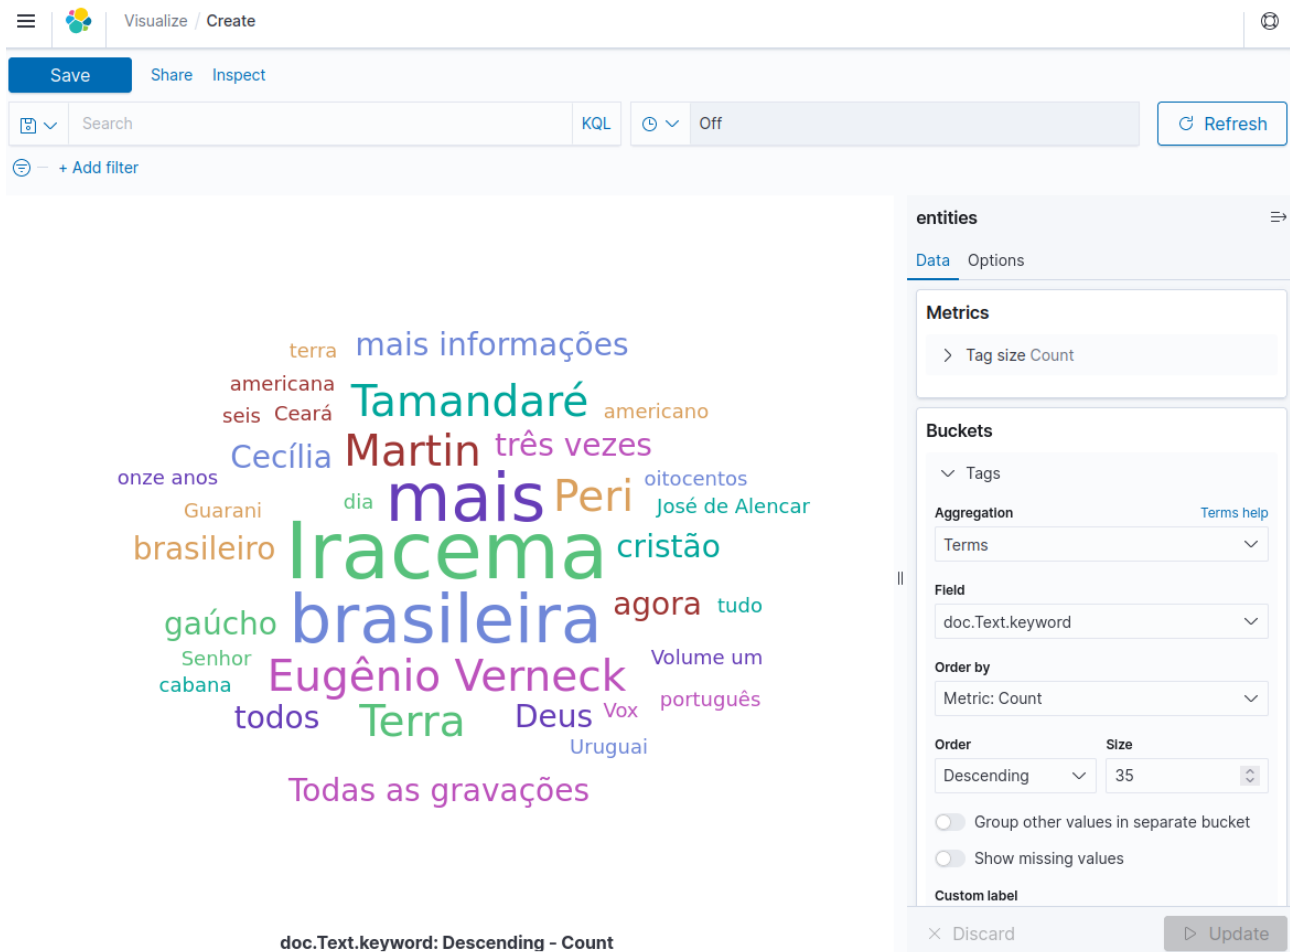 Visualize / Create
Save Share Inspect
Search KQL Off Refresh
+ Add filter
terra mais informações
americana Tamandaré americano
seis Ceará
Cecília Martin três vezes
onze anos mais Peri oitocentos
Guarani dia José de Alencar
brasileiro Iracema cristão
gaúcho brasileira agora tudo
Senhor Eugênio Verneck Volume um
cabana português
todos Terra Deus Vox
Uruguai
Todas as gravações
doc.Text.keyword: Descending - Count
entities
Data Options
Metrics
Tag size Count
Buckets
Tags
Aggregation Terms help
Terms
Field
doc.Text.keyword
Order by
Metric: Count
Order Size
Descending 35
Group other values in separate bucket
Show missing values
Custom label
Discard Update